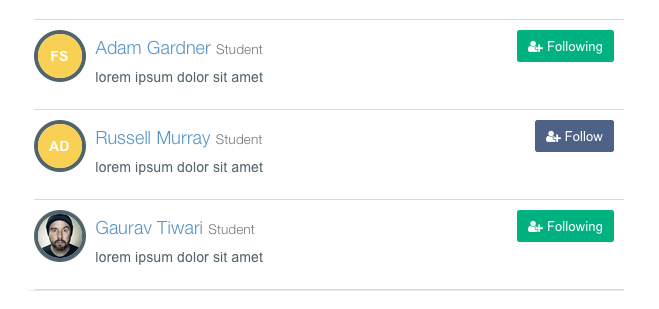 FS
Adam Gardner Student
Following
lorem ipsum dolor sit amet
AD
Russell Murray Student
Follow
lorem ipsum dolor sit amet
Gaurav Tiwari Student
Following
lorem ipsum dolor sit amet